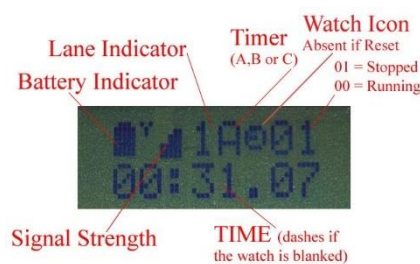 Watch Icon
Absent if Reset
01 = Stopped
00 = Running
Timer
(A,B or C)
Lane Indicator
Battery Indicator
1A 01
00:31.07
Signal Strength
TIME (dashes if
the watch is blanked)